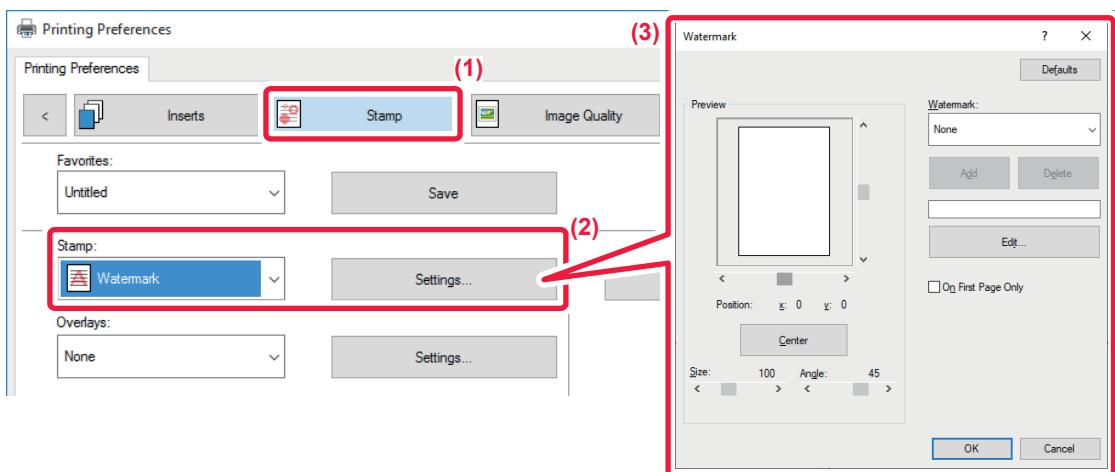 Printing Preferences
Printing Preferences
(1)
< Inserts Stamp Image Quality
Favorites:
Untitled Save
(2)
Stamp:
Watermark Settings...
Overlays:
None Settings...
(3)
Watermark ? ×
Defaults
Preview Watermark:
None
Add Delete
Edit...
On First Page Only
Position: x: 0 y: 0
Center
Size: 100 Angle: 45
OK Cancel